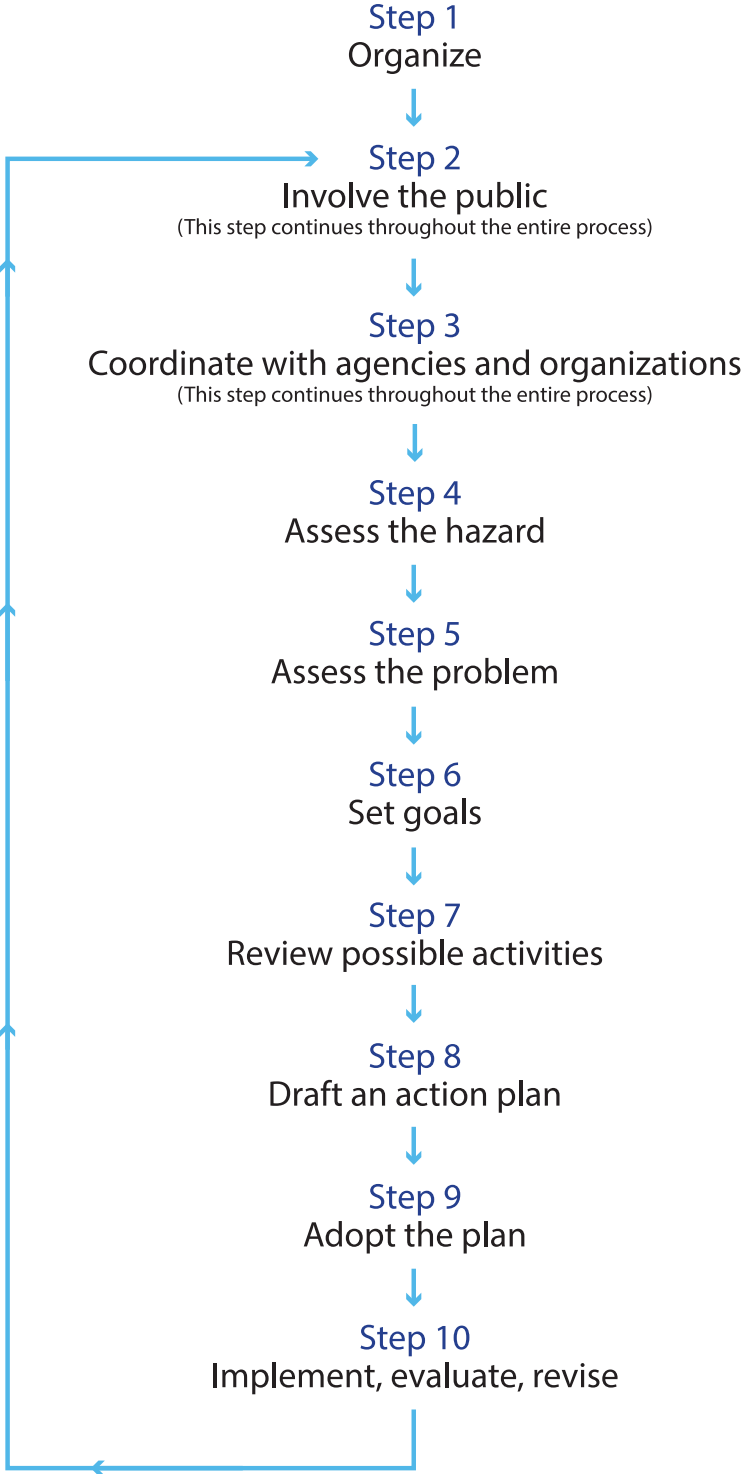 Step 1
Organize
Step 2
Involve the public
(This step continues throughout the entire process)
Step 3
Coordinate with agencies and organizations
(This step continues throughout the entire process)
Step 4
Assess the hazard
Step 5
Assess the problem
Step 6
Set goals
Step 7
Review possible activities
Step 8
Draft an action plan
Step 9
Adopt the plan
Step 10
Implement, evaluate, revise